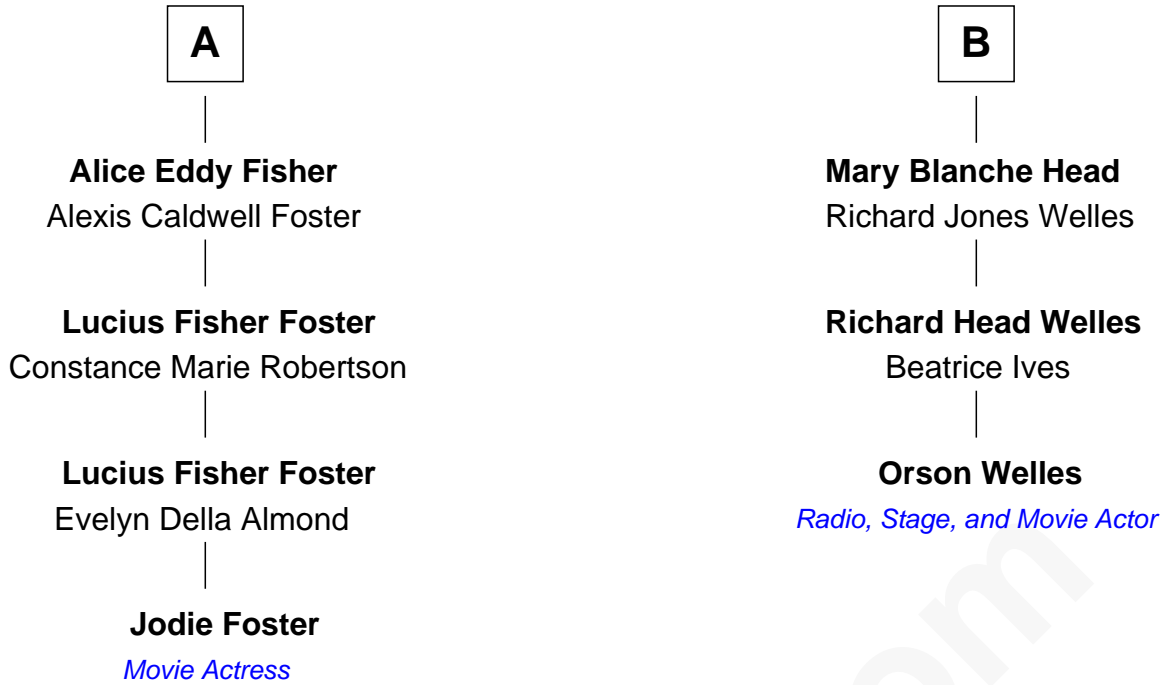 A
Alice Eddy Fisher
Alexis Caldwell Foster
Lucius Fisher Foster
Constance Marie Robertson
Lucius Fisher Foster
Evelyn Della Almond
Jodie Foster
Movie Actress
B
Mary Blanche Head
Richard Jones Welles
Richard Head Welles
Beatrice Ives
Orson Welles
Radio, Stage, and Movie Actor
om